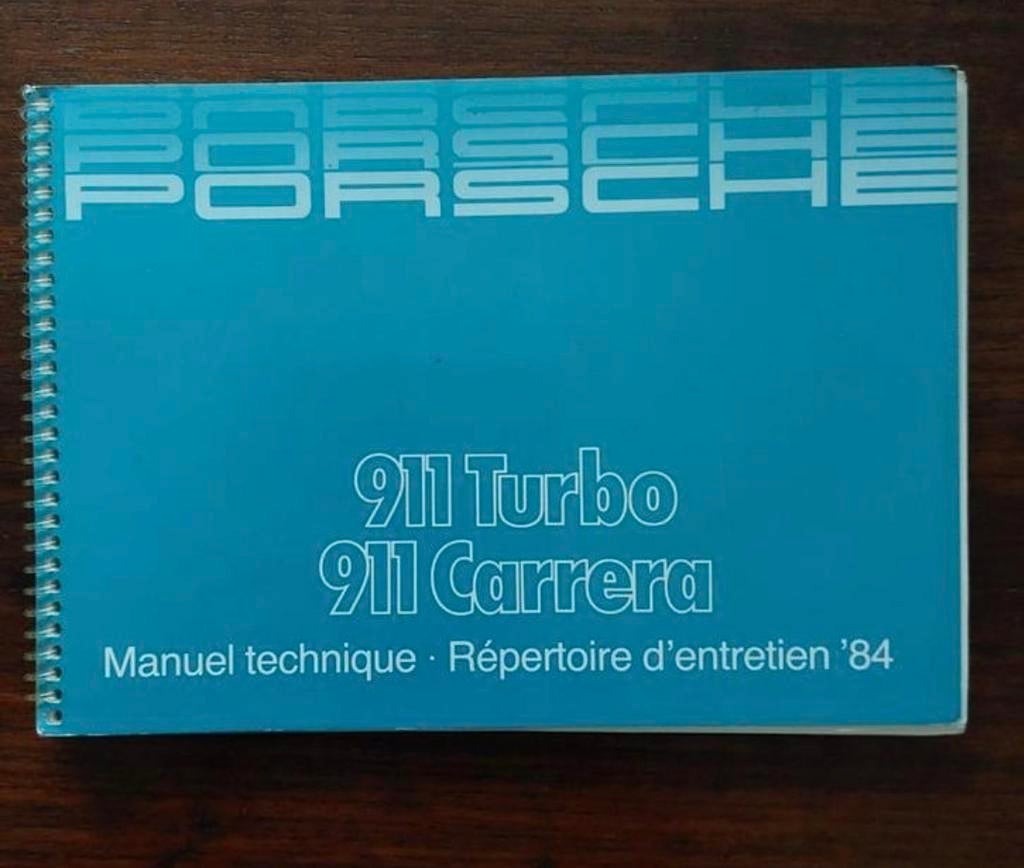 PORSCHE
PORSCHE
PORSCHE
911 Turbo
911 Carrera
Manuel technique · Répertoire d'entretien '84